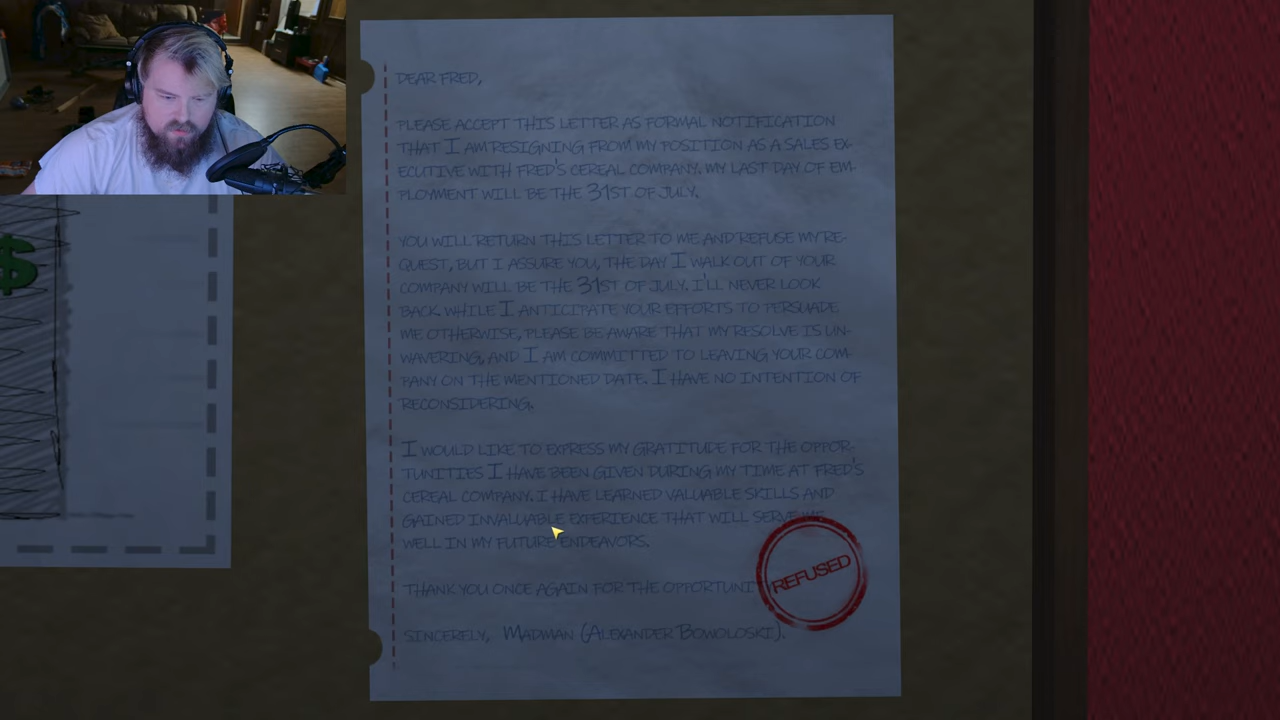 DEAR FRED,
PLEASE ACCEPT THIS LETTER AS FORMAL NOTIFICATION
THAT I AM RESIGNING FROM MY POSITION AS A SALES EX-
ECUTIVE WITH FRED'S CEREAL COMPANY. MY LAST DAY OF EM-
PLOYMENT WILL BE THE 31ST OF JULY.
YOU WILL RETURN THIS LETTER TO ME AND REFUSE MY RE-
QUEST, BUT I ASSURE YOU, THE DAY I WALK OUT OF YOUR
COMPANY WILL BE THE 31ST OF JULY. I'LL NEVER LOOK
BACK. WHILE I ANTICIPATE YOUR EFFORTS TO PERSUADE
ME OTHERWISE, PLEASE BE AWARE THAT MY RESOLVE IS UN-
WAVERING, AND I AM COMMITTED TO LEAVING YOUR COM-
PANY ON THE MENTIONED DATE. I HAVE NO INTENTION OF
RECONSIDERING.
I WOULD LIKE TO EXPRESS MY GRATITUDE FOR THE OPPOR-
TUNITIES I HAVE BEEN GIVEN DURING MY TIME AT FRED'S
CEREAL COMPANY. I HAVE LEARNED VALUABLE SKILLS AND
GAINED INVALUABLE EXPERIENCE THAT WILL SERVE ME
WELL IN MY FUTURE ENDEAVORS.
THANK YOU ONCE AGAIN FOR THE OPPORTUNI
REFUSED
SINCERELY, MADMAN (ALEXANDER BOWOLOSKI).
$